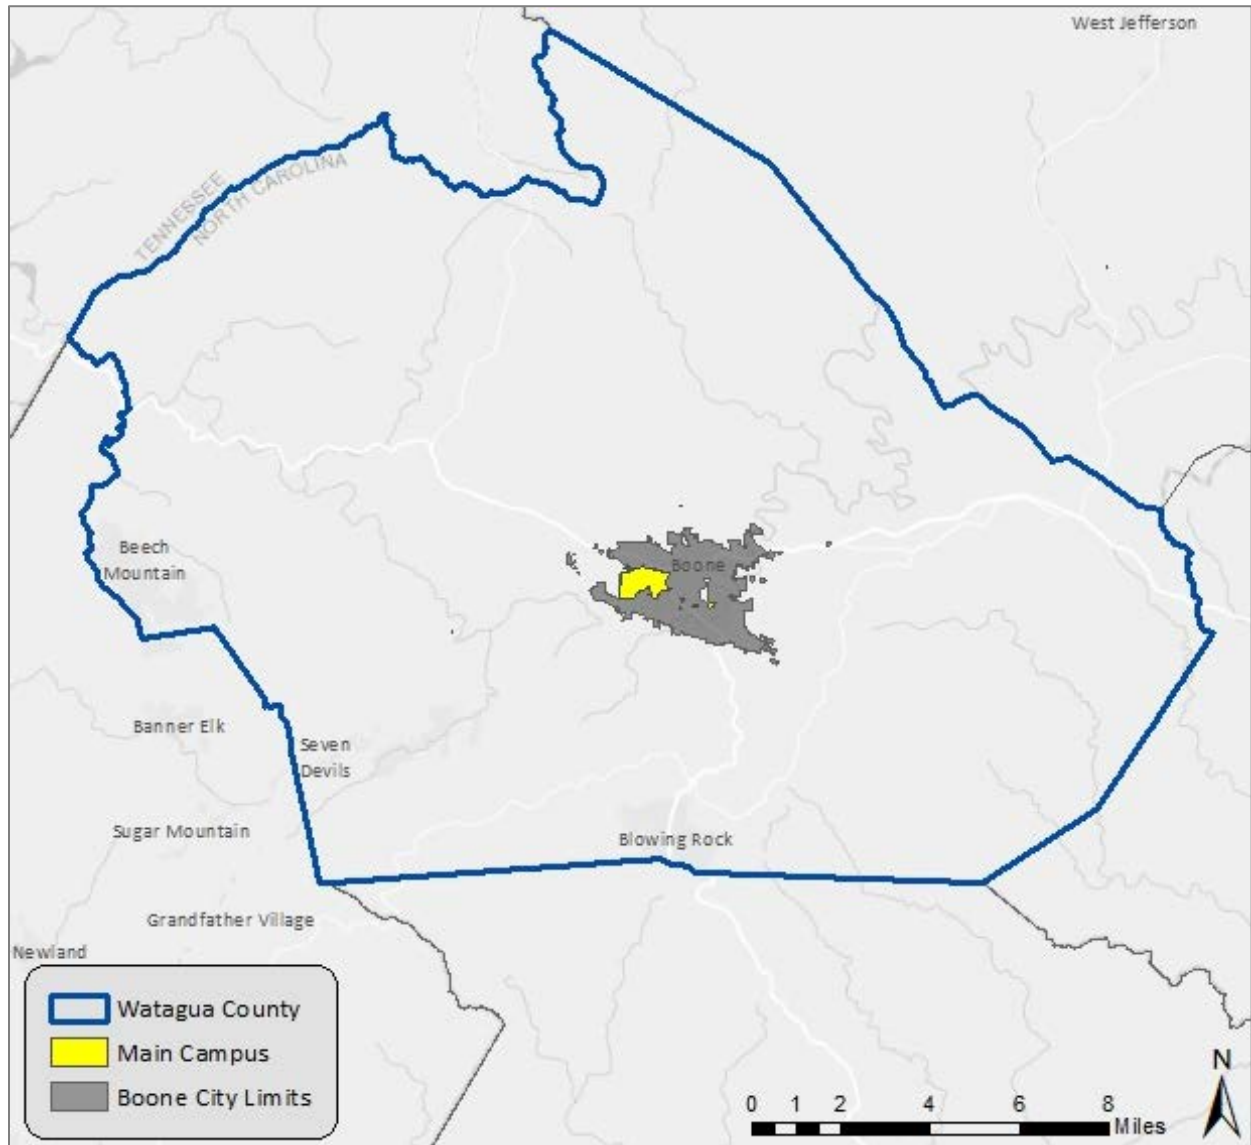 West Jefferson
TENNESSEE
NORTH CAROLINA
Beech
Mountain
Boone
Banner Elk
Seven
Devils
Sugar Mountain
Blowing Rock
Grandfather Village
Newland
Watagua County
Main Campus
Boone City Limits
N
0 1 2 4 6 8
Miles